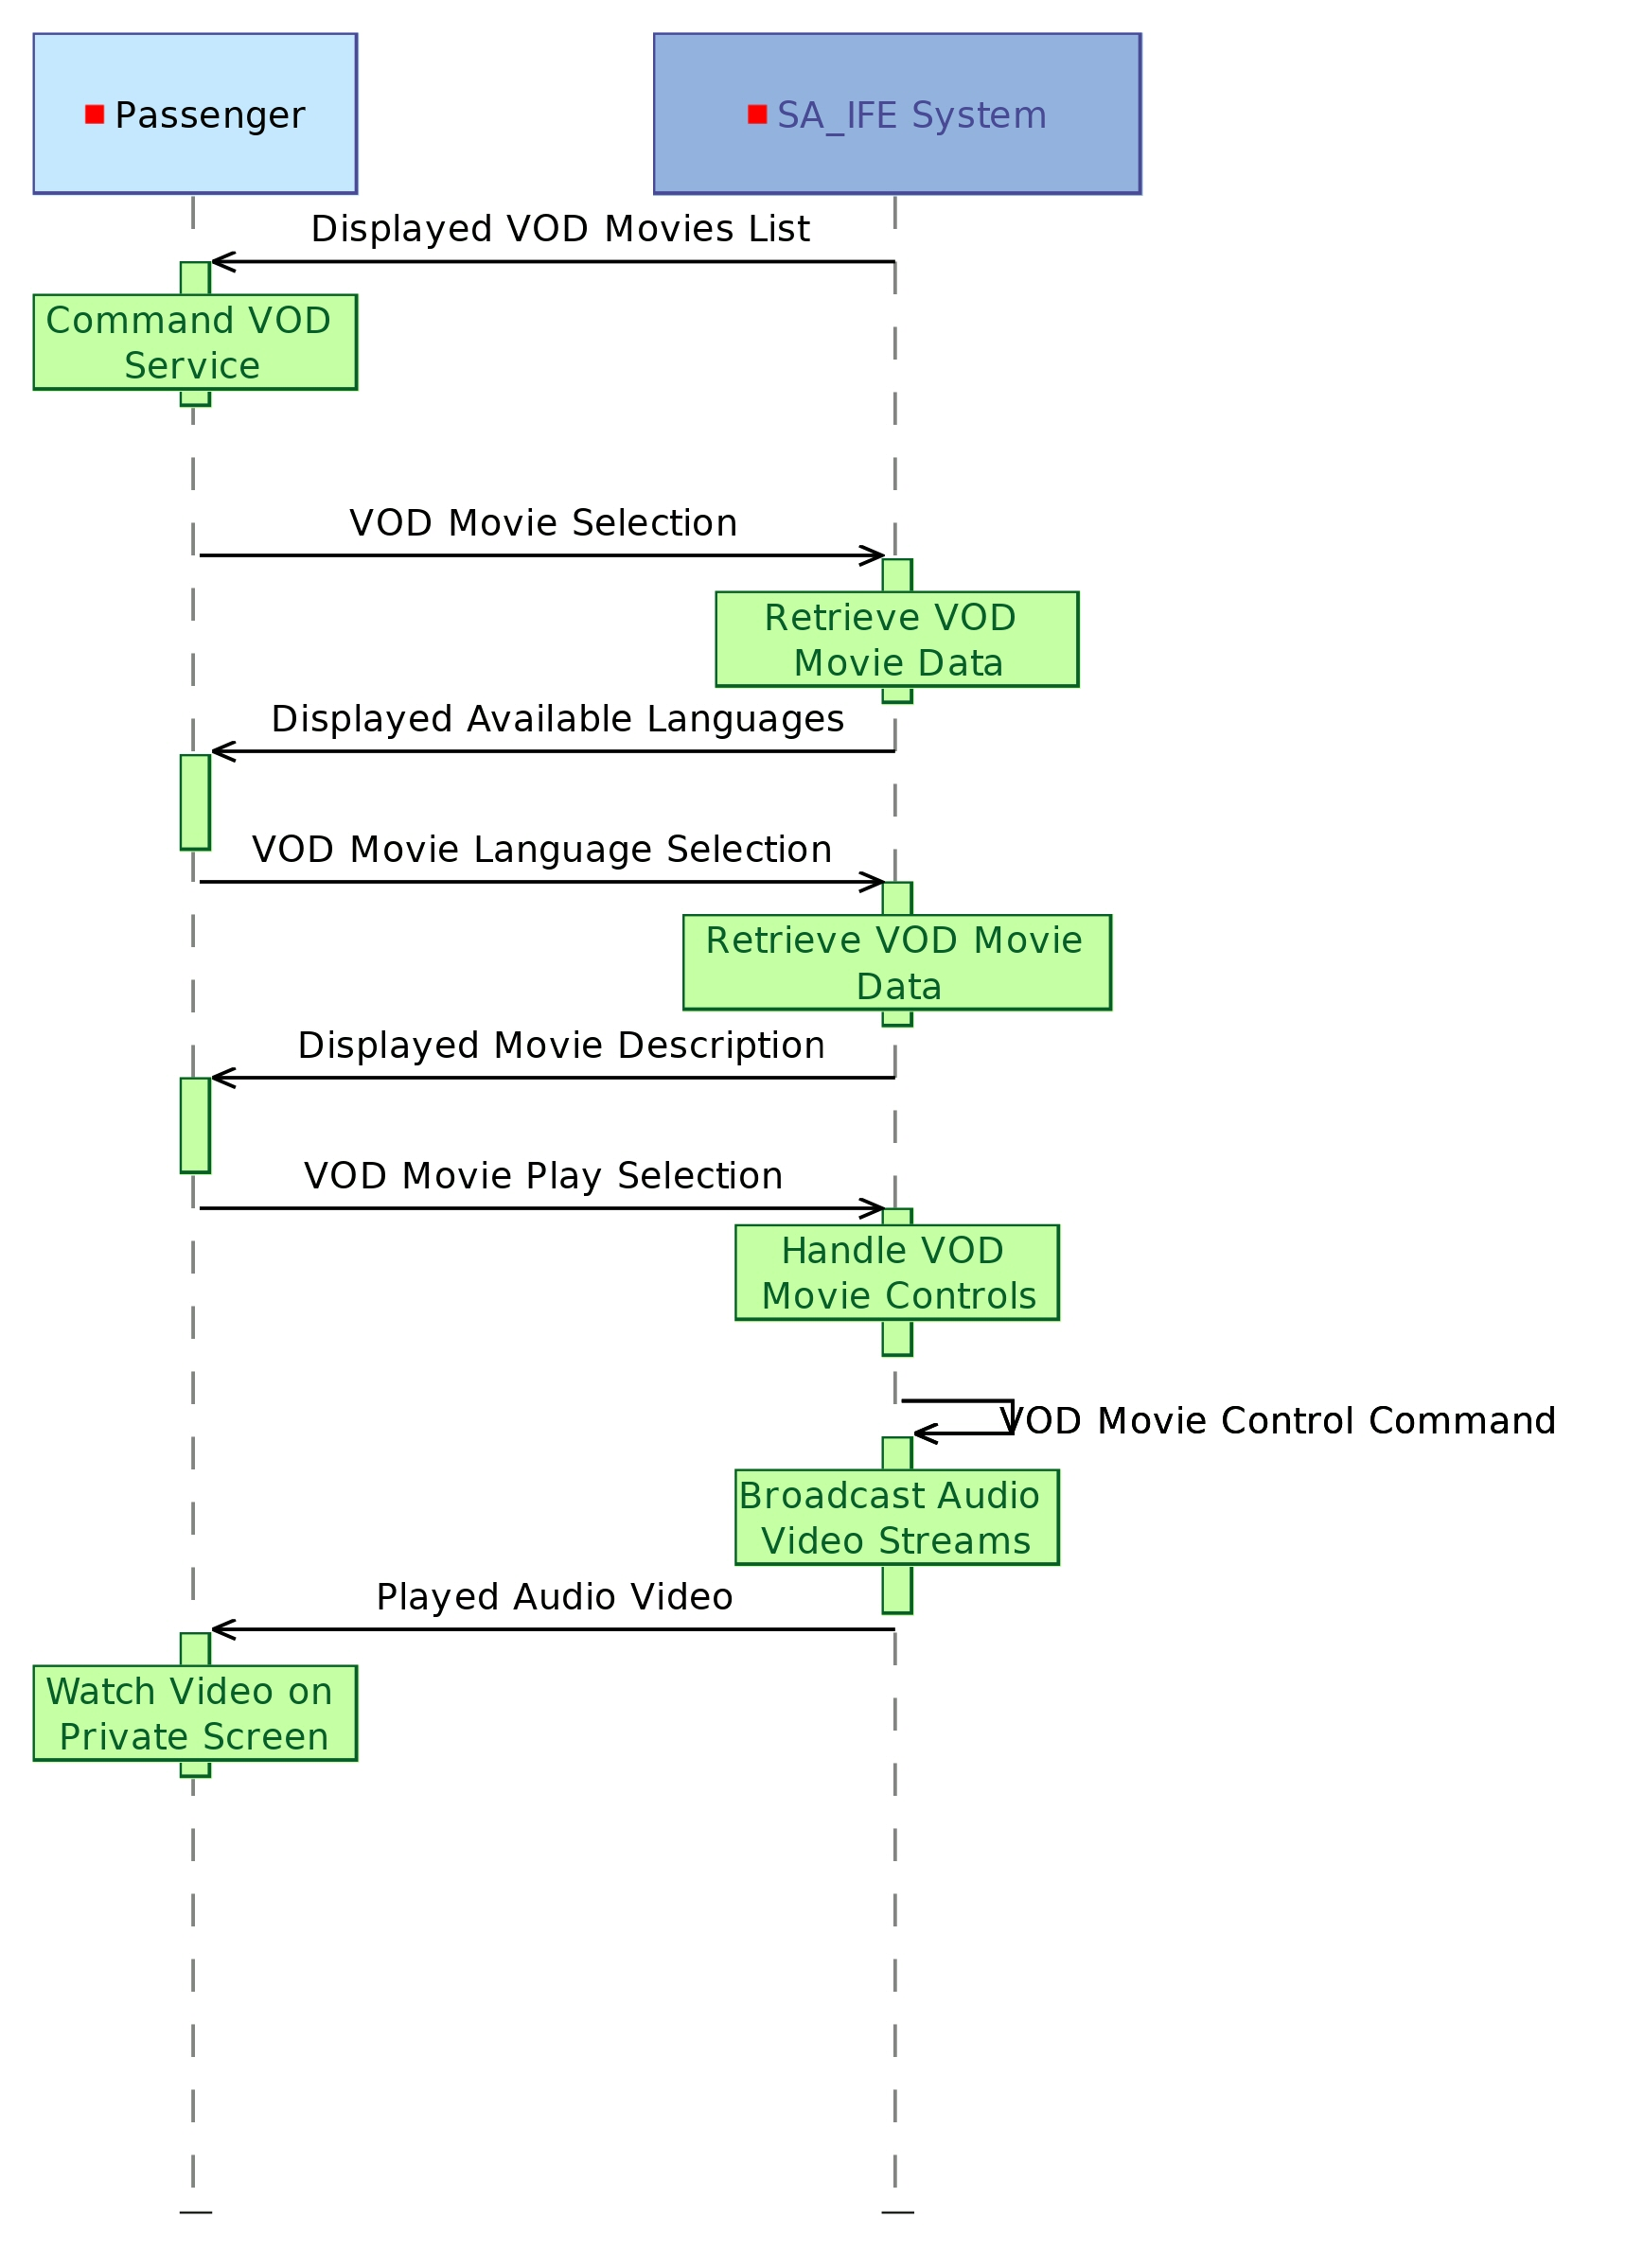 Passenger
SA_IFE System
Displayed VOD Movies List
Command VOD
Service
VOD Movie Selection
Retrieve VOD
Movie Data
Displayed Available Languages
VOD Movie Language Selection
Retrieve VOD Movie
Data
Displayed Movie Description
VOD Movie Play Selection
Handle VOD
Movie Controls
VOD Movie Control Command
Broadcast Audio
Video Streams
Played Audio Video
Watch Video on
Private Screen